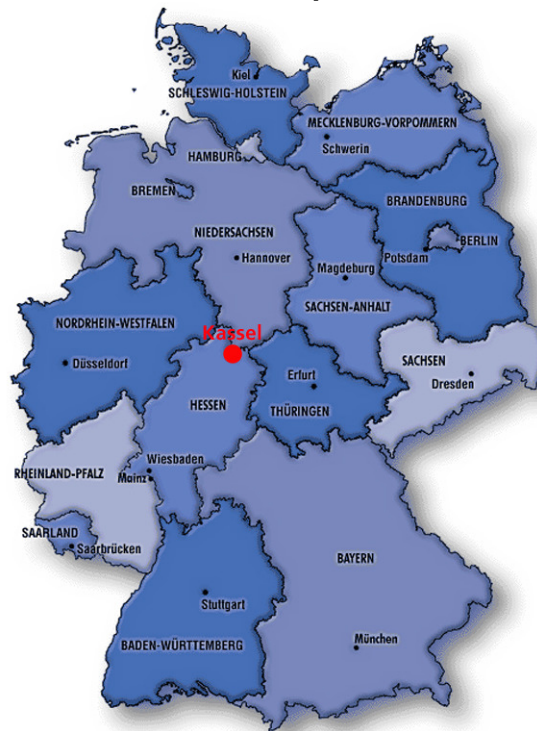 Kiel
SCHLESWIG-HOLSTEIN
MECKLENBURG-VORPOMMERN
Schwerin
HAMBURG
BREMEN
BRANDENBURG
NIEDERSACHSEN
BERLIN
Hannover
Potsdam
Magdeburg
SACHSEN-ANHALT
NORDRHEIN-WESTFALEN
Kassel
Düsseldorf
SACHSEN
Erfurt
Dresden
HESSEN
THÜRINGEN
Wiesbaden
RHEINLAND-PFALZ
Mainz
SAARLAND
Saarbrücken
BAYERN
Stuttgart
München
BADEN-WÜRTTEMBERG